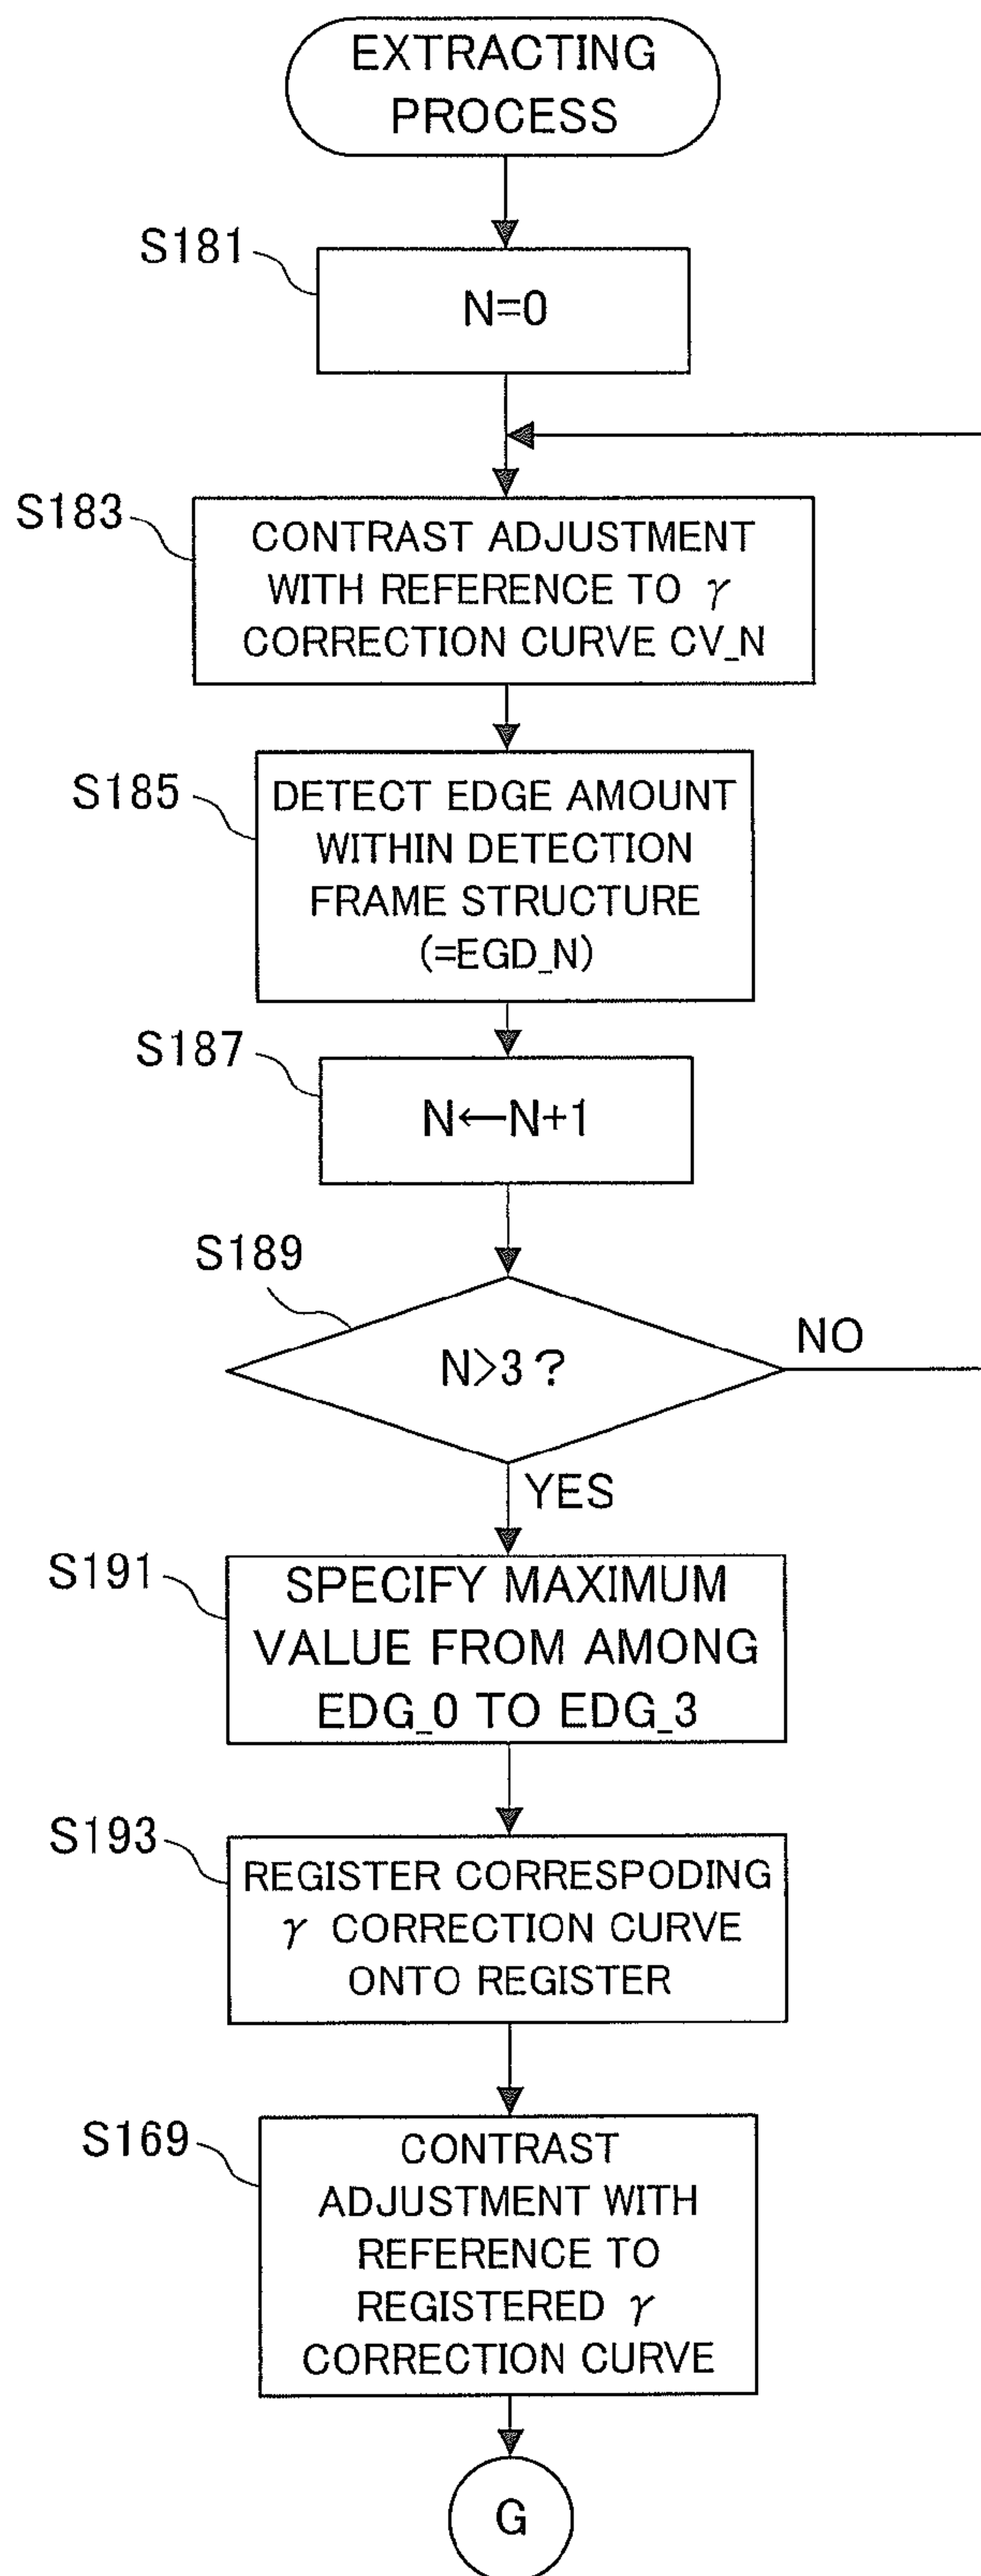 EXTRACTING
PROCESS
S181
N=0
S183
CONTRAST ADJUSTMENT
WITH REFERENCE TO γ
CORRECTION CURVE CV_N
S185
DETECT EDGE AMOUNT
WITHIN DETECTION
FRAME STRUCTURE
(=EGD_N)
S187
N←N+1
S189
N>3?
NO
YES
S191
SPECIFY MAXIMUM
VALUE FROM AMONG
EDG_0 TO EDG_3
S193
REGISTER CORRESPODING
γ CORRECTION CURVE
ONTO REGISTER
S169
CONTRAST
ADJUSTMENT WITH
REFERENCE TO
REGISTERED γ
CORRECTION CURVE
G